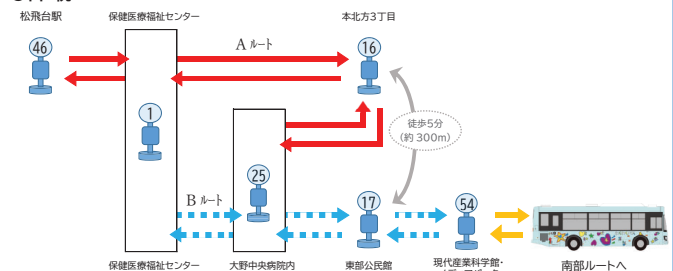 松飛台駅
保健医療福祉センター
本北方3丁目
46
Aルート
16
1
徒歩5分
(約300m)
25
Bルート
17
54
保健医療福祉センター
大野中央病院内
東部公民館
現代産業科学館・
南部ルートへ